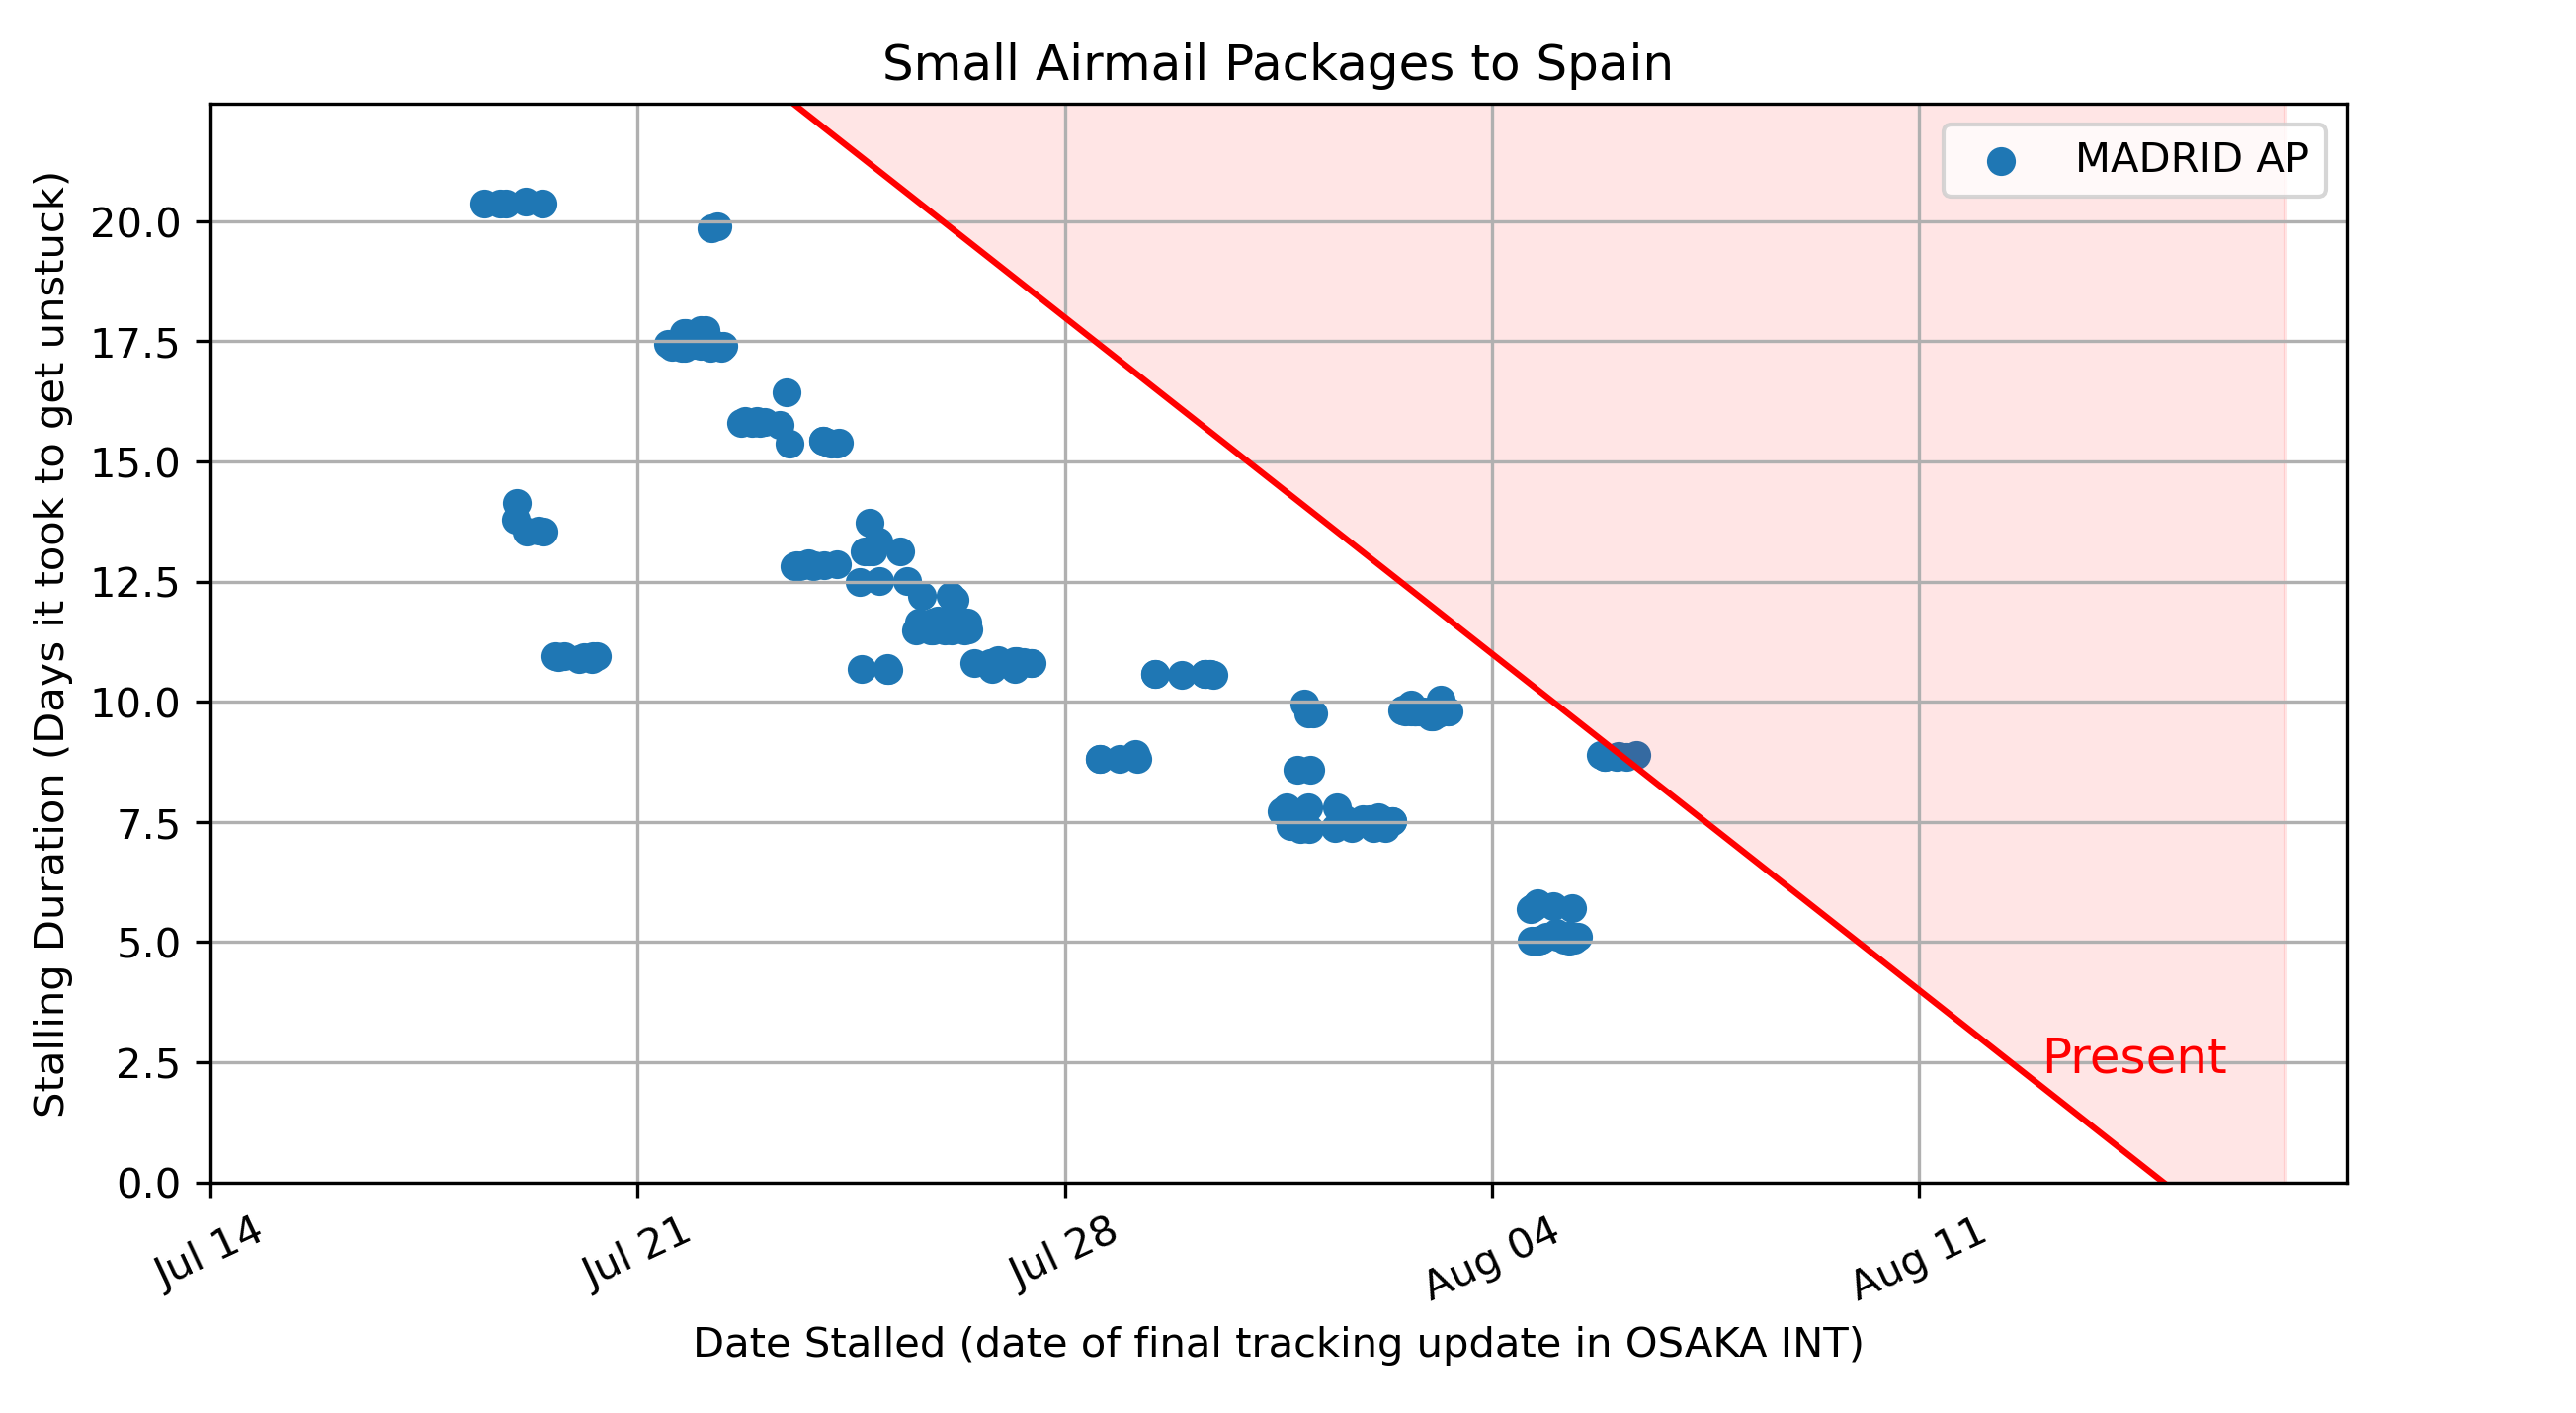 Small Airmail Packages to Spain
MADRID AP
Stalling Duration (Days it took to get unstuck)
20.0
17.5
15.0
12.5
10.0
7.5
5.0
2.5
0.0
Present
Jul 14
Jul 21
Jul 28
Aug 04
Aug 11
Date Stalled (date of final tracking update in OSAKA INT)